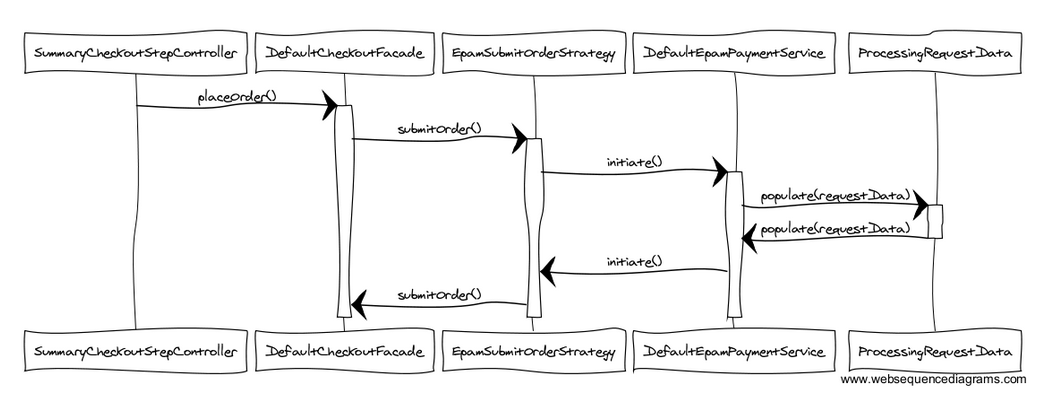 SummaryCheckoutStepController
DefaultCheckoutFacade
EpamSubmitOrderStrategy
DefaultEpamPaymentService
ProcessingRequestData
placeOrder()
submitOrder()
initiate()
populate(requestData)
populate(requestData)
initiate()
submitOrder()
SummaryCheckoutStepController
DefaultCheckoutFacade
EpamSubmitOrderStrategy
DefaultEpamPaymentService
ProcessingRequestData
www.websequencediagrams.com